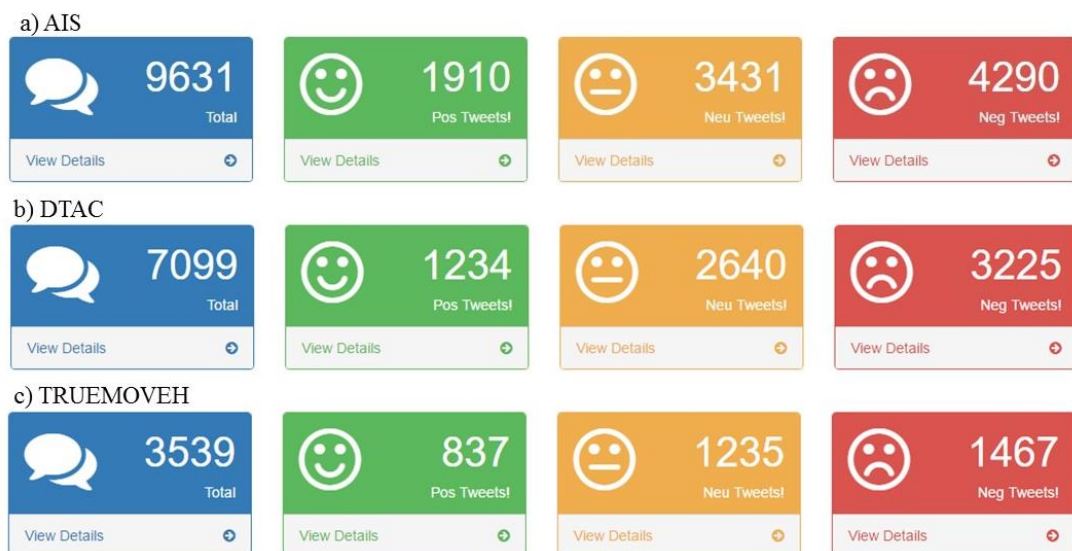 a) AIS
9631 1910 3431 4290
Total Pos Tweets! Neu Tweets! Neg Tweets!
View Details View Details View Details View Details
b) DTAC
7099 1234 2640 3225
Total Pos Tweets! Neu Tweets! Neg Tweets!
View Details View Details View Details View Details
c) TRUEMOVEH
3539 837 1235 1467
Total Pos Tweets! Neu Tweets! Neg Tweets!
View Details View Details View Details View Details